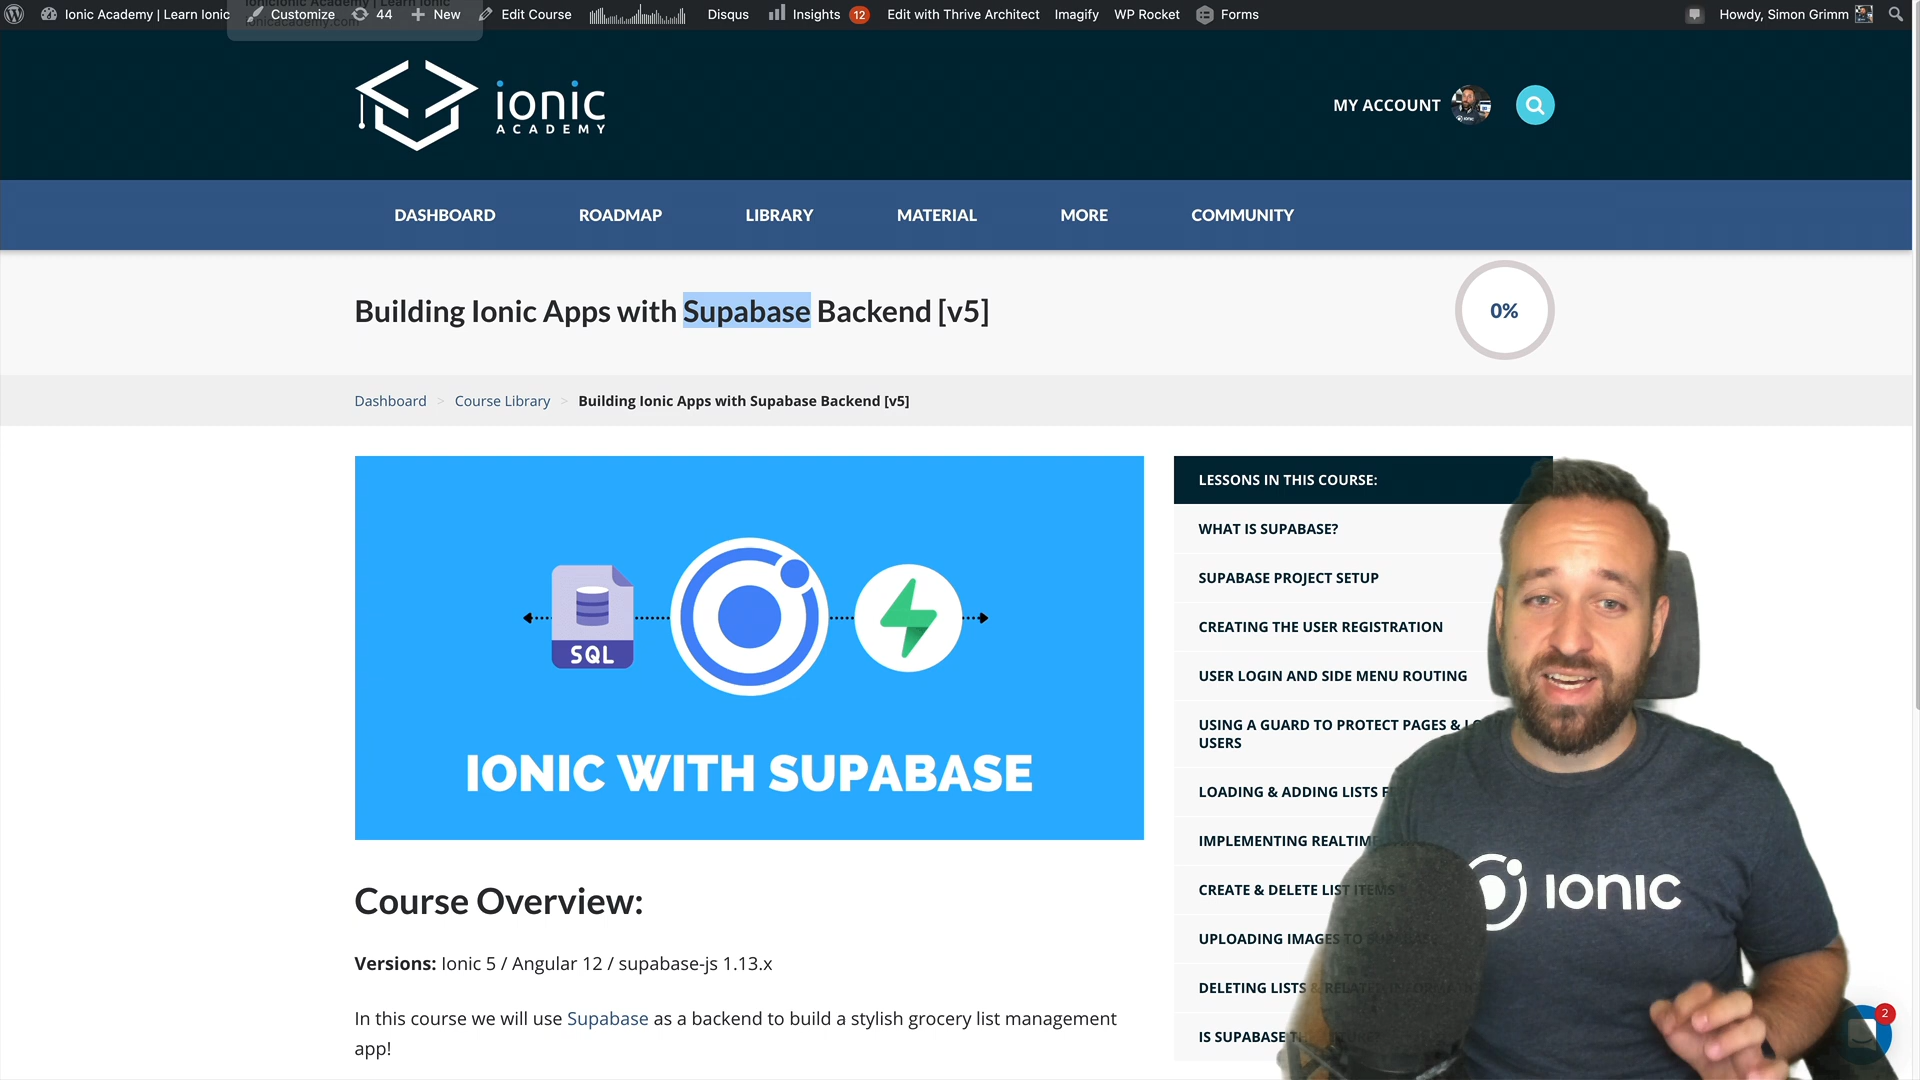 Ionic Academy | Learn Ionic
Customize
44
New
Edit Course
Disqus
Insights 12
Edit with Thrive Architect
Imagify
WP Rocket
Forms
Howdy, Simon Grimm
ionic
ACADEMY
MY ACCOUNT
DASHBOARD
ROADMAP
LIBRARY
MATERIAL
MORE
COMMUNITY
Building Ionic Apps with Supabase Backend [v5]
0%
Dashboard > Course Library > Building Ionic Apps with Supabase Backend [v5]
SQL
IONIC WITH SUPABASE
LESSONS IN THIS COURSE:
WHAT IS SUPABASE?
SUPABASE PROJECT SETUP
CREATING THE USER REGISTRATION
USER LOGIN AND SIDE MENU ROUTING
USING A GUARD TO PROTECT PAGES &
USERS
LOADING & ADDING LISTS
IMPLEMENTING REALTIME
CREATE & DELETE LIST ITEMS
UPLOADING IMAGES TO
DELETING LISTS &
IS SUPABASE
IONIC
2
Course Overview:
Versions: Ionic 5 / Angular 12 / supabase-js 1.13.x
In this course we will use Supabase as a backend to build a stylish grocery list management
app!